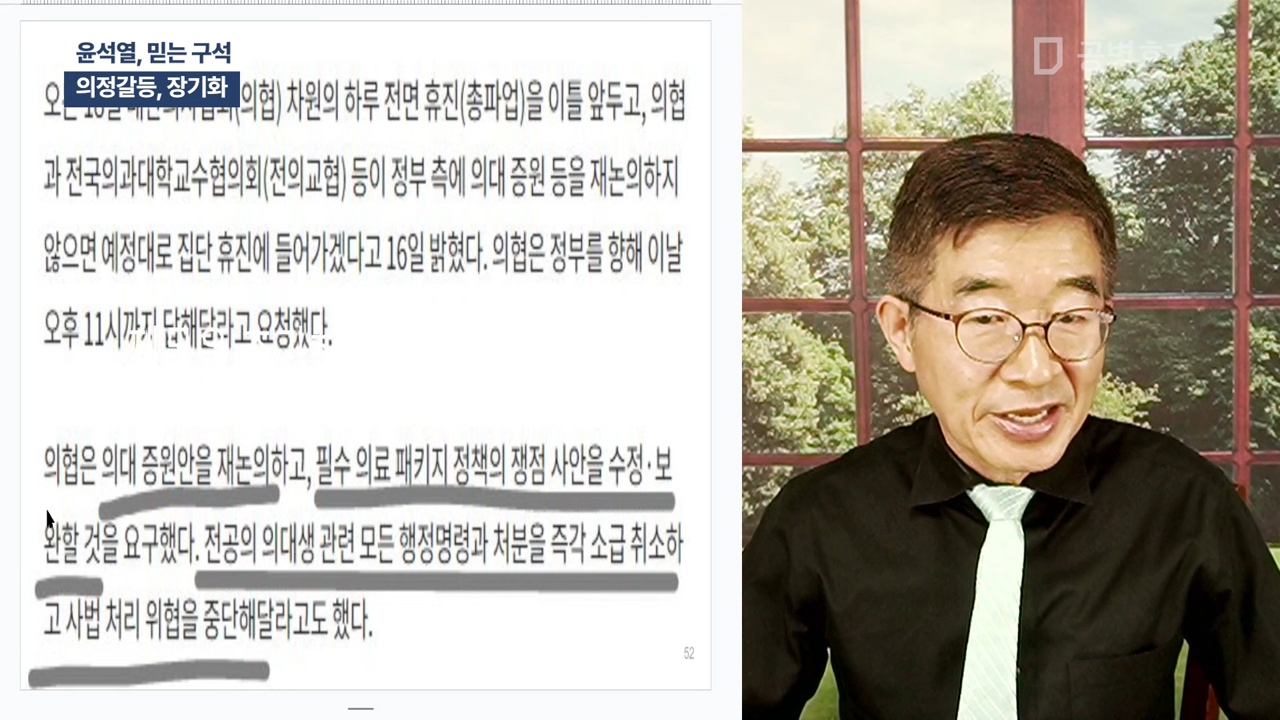 윤석열, 믿는 구석
의정갈등, 장기화
차원의 하루 전면 휴진(총파업)을 이틀 앞두고, 의협
과 전국의과대학교수협의회(전의교협) 등이 정부 측에 의대 증원 등을 재논의하지
않으면 예정대로 집단 휴진에 들어가겠다고 16일 밝혔다. 의협은 정부를 향해 이날
오후 11시까지 답해달라고 요청했다.
의협은 의대 증원안을 재논의하고, 필수 의료 패키지 정책의 쟁점 사안을 수정·보
완할 것을 요구했다. 전공의 의대생 관련 모든 행정명령과 처분을 즉각 소급 취소하
고 사법 처리 위협을 중단해달라고도 했다.
52